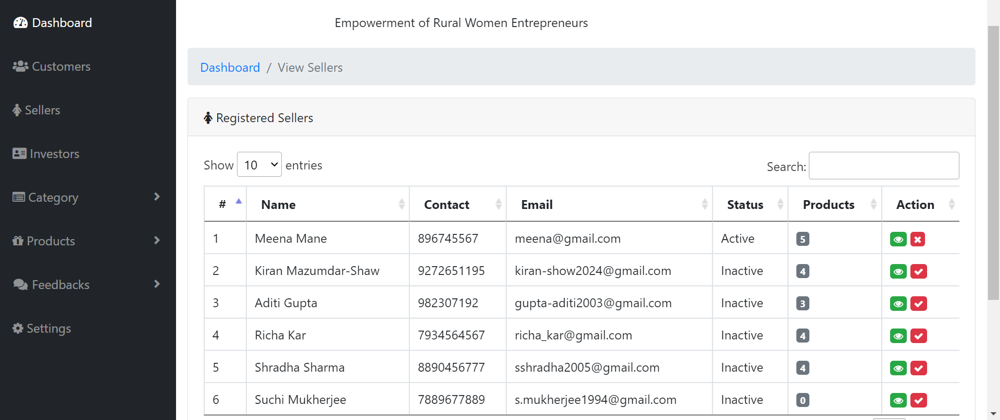 Dashboard
Customers
Sellers
Investors
Category
Products
Feedbacks
Settings
Empowerment of Rural Women Entrepreneurs
Dashboard / View Sellers
Registered Sellers
Show 10 entries
Search:
# Name Contact Email Status Products Action
1 Meena Mane 896745567 meena@gmail.com Active 5
2 Kiran Mazumdar-Shaw 9272651195 kiran-show2024@gmail.com Inactive 4
3 Aditi Gupta 982307192 gupta-aditi2003@gmail.com Inactive 3
4 Richa Kar 7934564567 richa_kar@gmail.com Inactive 4
5 Shradha Sharma 8890456777 sshradha2005@gmail.com Inactive 4
6 Suchi Mukherjee 7889677889 s.mukherjee1994@gmail.com Inactive 0